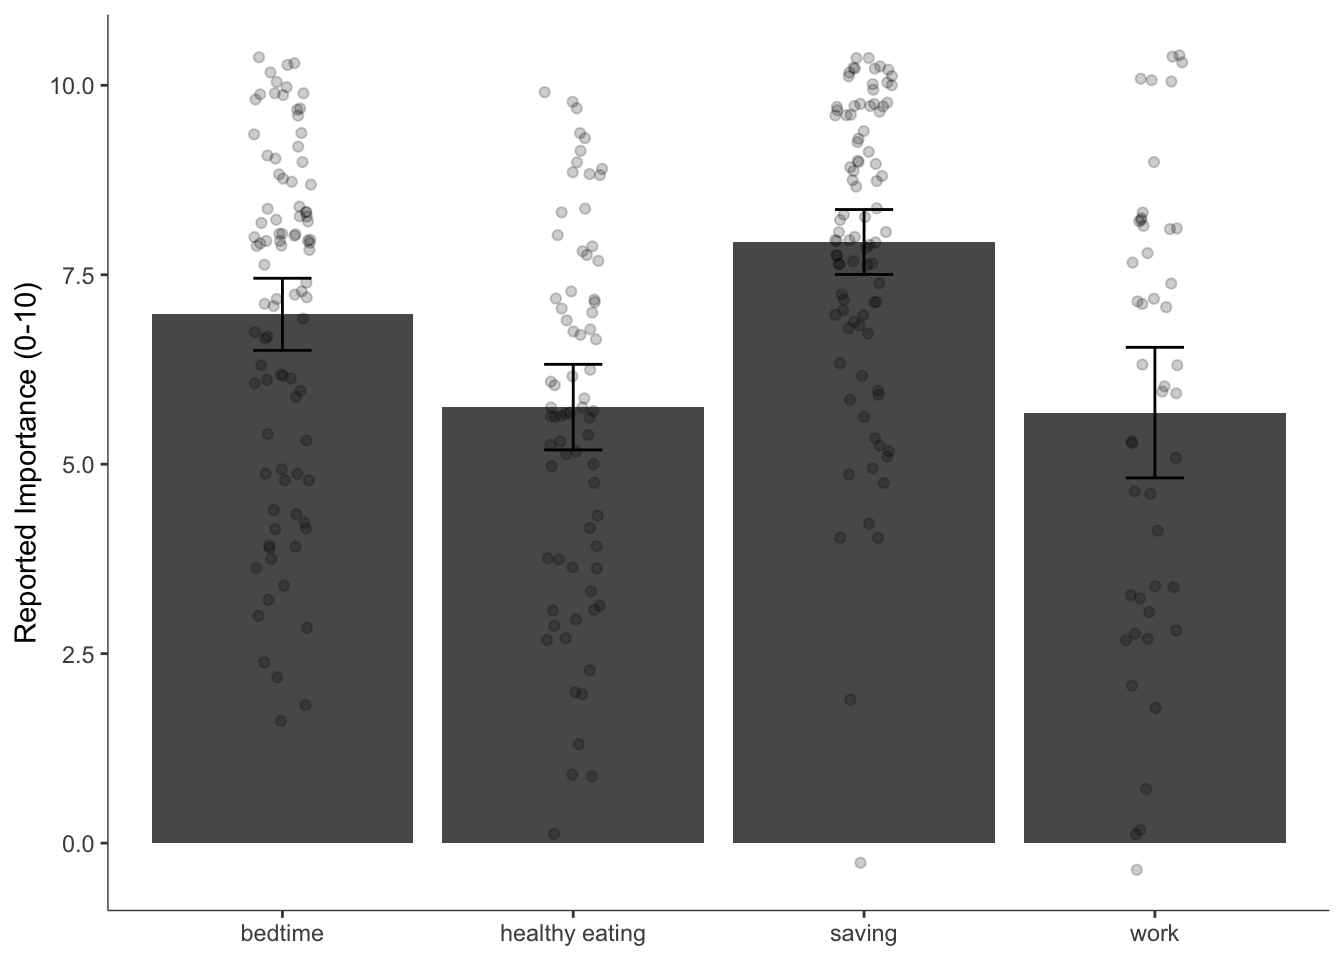 Reported Importance (0-10)
10.0
7.5
5.0
2.5
0.0
bedtime
healthy eating
saving
work